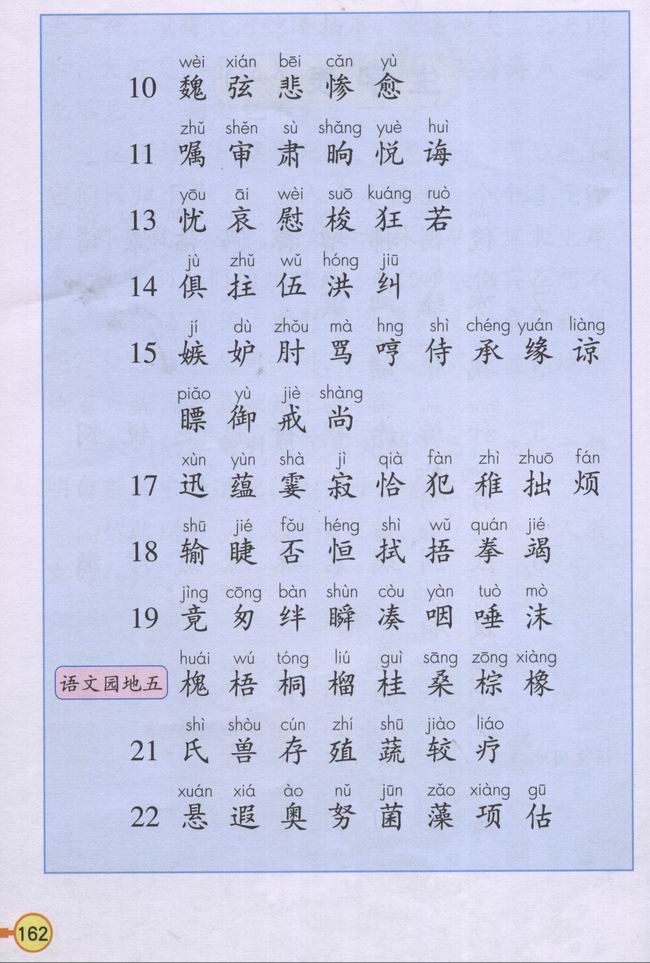 wèi xián bēi cǎn yù
10 魏 弦 悲 惨 愈
zhǔ shěn sù shǎng yuè huì
11 嘱 审 肃 晌 悦 诲
yōu āi wèi suō kuáng ruò
13 忧 哀 慰 梭 狂 若
jù zhǔ wǔ hóng jiū
14 俱 拄 伍 洪 纠
jí dù zhǒu mà hng shì chéng yuán liàng
15 嫉 妒 肘 骂 哼 侍 承 缘 谅
piǎo yù jiè shàng
瞟 御 戒 尚
xùn yùn shà jì qià fàn zhì zhuō fán
17 迅 蕴 霎 寂 恰 犯 稚 拙 烦
shū jié fǒu héng shì wǔ quán jié
18 输 睫 否 恒 拭 捂 拳 竭
jìng cōng bàn shùn còu yàn tuò mò
19 竟 匆 绊 瞬 凑 咽 唾 沫
huái wú tóng liú guì sāng zōng xiàng
语文园地五 槐 梧 桐 榴 桂 桑 棕 橡
shì shòu cún zhí shū jiào liáo
21 氏 兽 存 殖 蔬 较 疗
xuán xiá ào nǔ jūn zǎo xiàng gū
22 悬 遐 奥 努 菌 藻 项 估
162